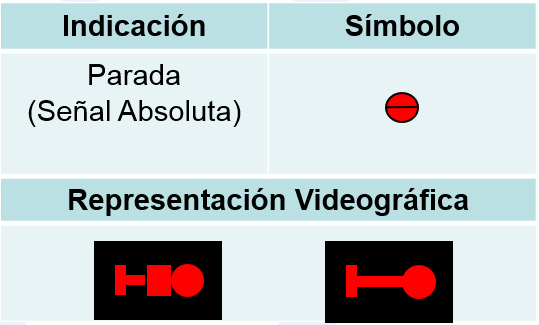 Indicación
Símbolo
Parada
(Señal Absoluta)
Representación Videográfica